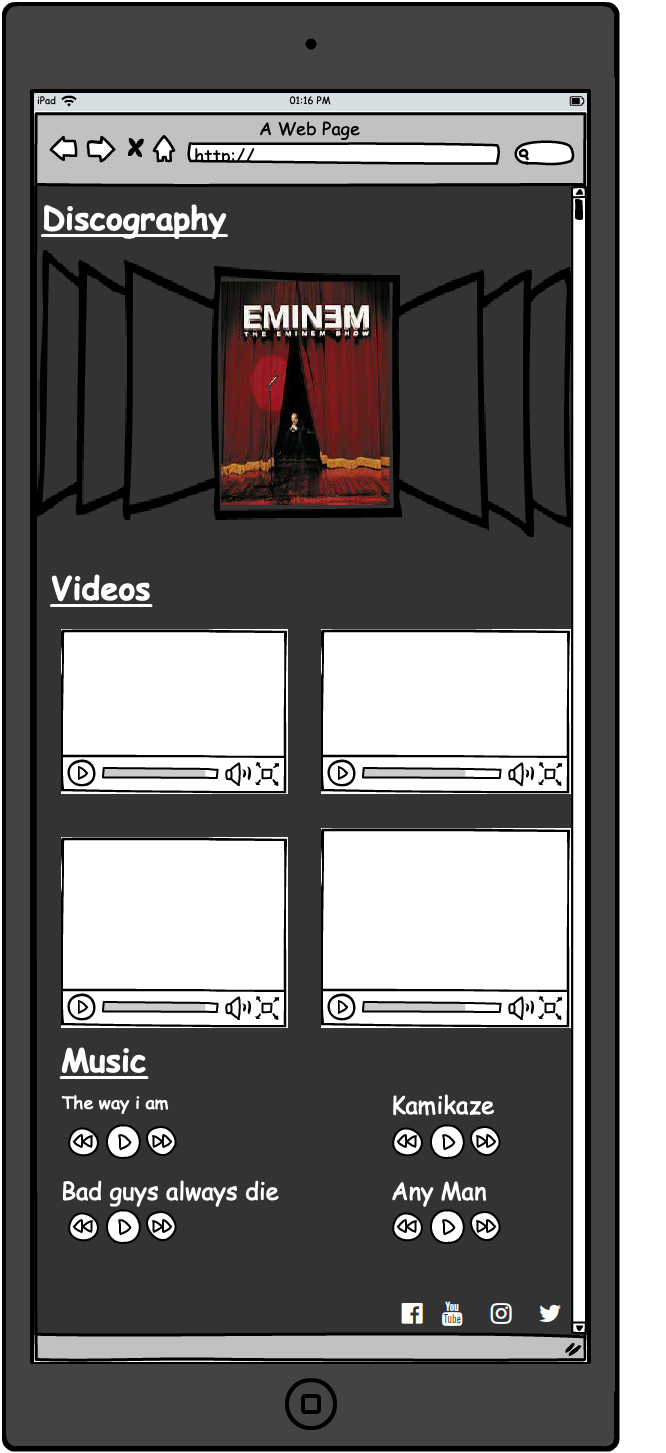 iPad
01:16 PM
A Web Page
http://
Discography
EMINEM
THE EMINEM SHOW
Videos
Music
The way i am
Kamikaze
Bad guys always die
Any Man
You
Tube